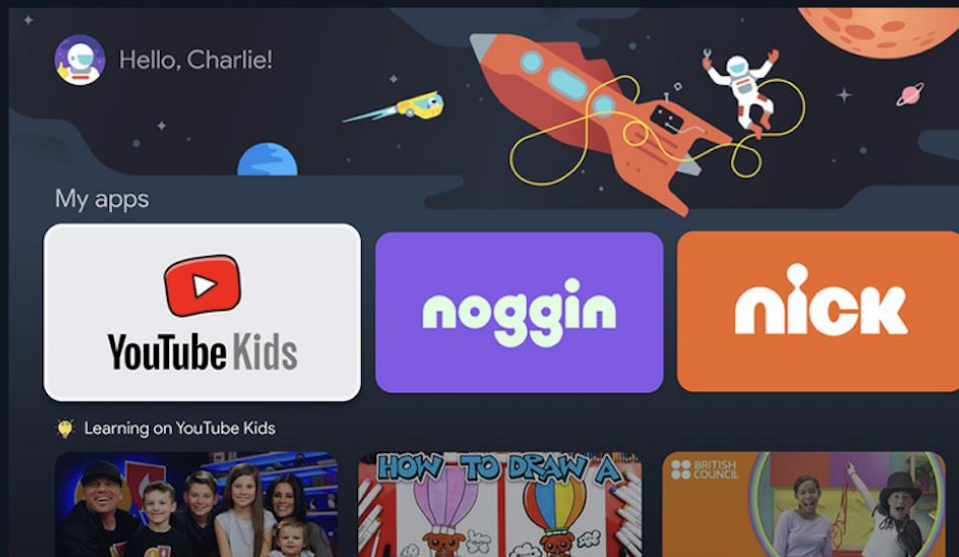 Hello, Charlie!
My apps
YouTube Kids
noggin
nick
Learning on YouTube Kids
HOW TO DRAW A
BRITISH
COUNCIL